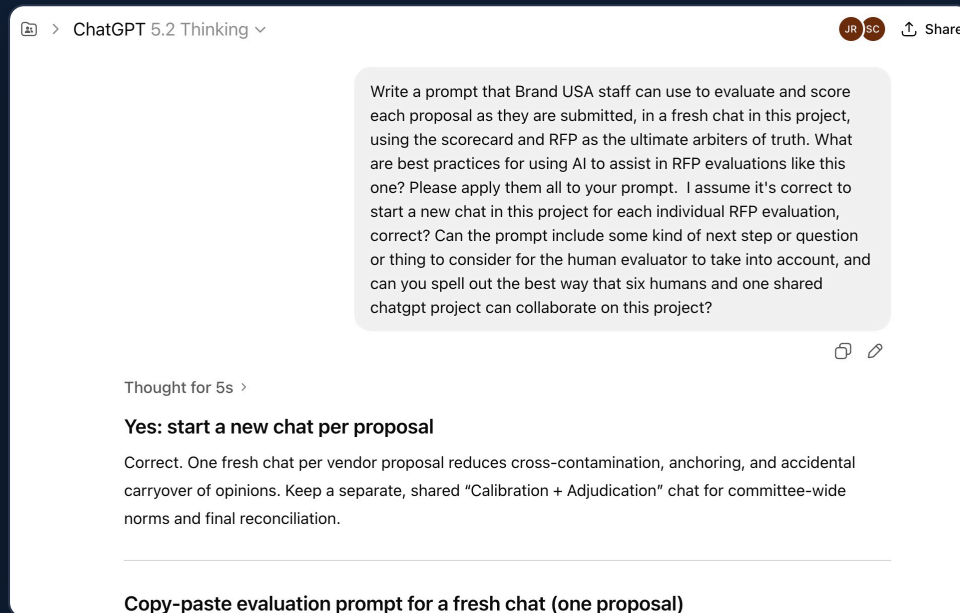 ChatGPT 5.2 Thinking
JR SC Share
Write a prompt that Brand USA staff can use to evaluate and score
each proposal as they are submitted, in a fresh chat in this project,
using the scorecard and RFP as the ultimate arbiters of truth. What
are best practices for using AI to assist in RFP evaluations like this
one? Please apply them all to your prompt.  I assume it's correct to
start a new chat in this project for each individual RFP evaluation,
correct? Can the prompt include some kind of next step or question
or thing to consider for the human evaluator to take into account, and
can you spell out the best way that six humans and one shared
chatgpt project can collaborate on this project?
Thought for 5s
Yes: start a new chat per proposal
Correct. One fresh chat per vendor proposal reduces cross-contamination, anchoring, and accidental
carryover of opinions. Keep a separate, shared “Calibration + Adjudication” chat for committee-wide
norms and final reconciliation.
Copy-paste evaluation prompt for a fresh chat (one proposal)